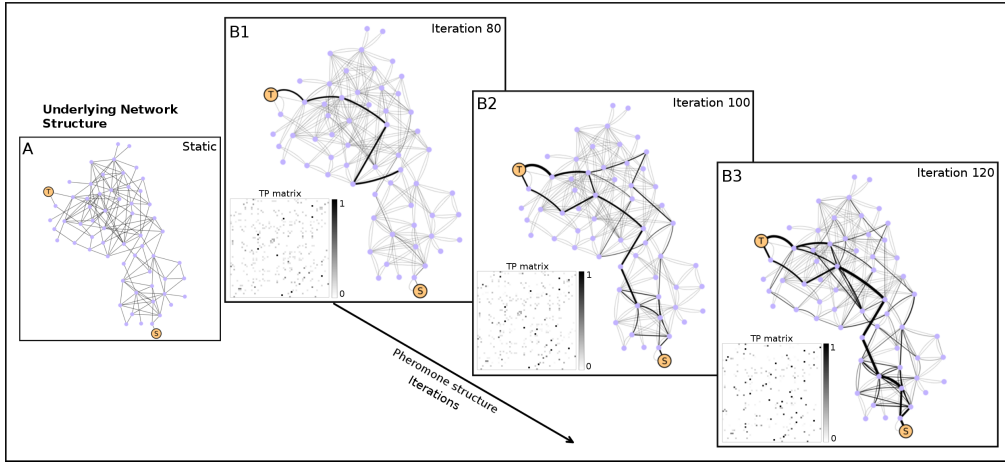 Underlying Network
Structure
A
Static
T
S
B1
Iteration 80
T
TP matrix
1
0
S
B2
Iteration 100
T
TP matrix
1
0
S
B3
Iteration 120
T
TP matrix
1
0
S
Pheromone structure
Iterations